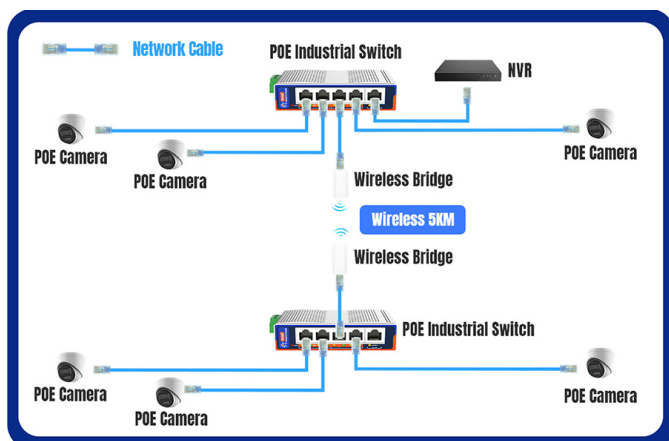 Network Cable
POE Industrial Switch
NVR
POE Camera
POE Camera
POE Camera
Wireless Bridge
Wireless 5KM
Wireless Bridge
POE Industrial Switch
POE Camera
POE Camera
POE Camera